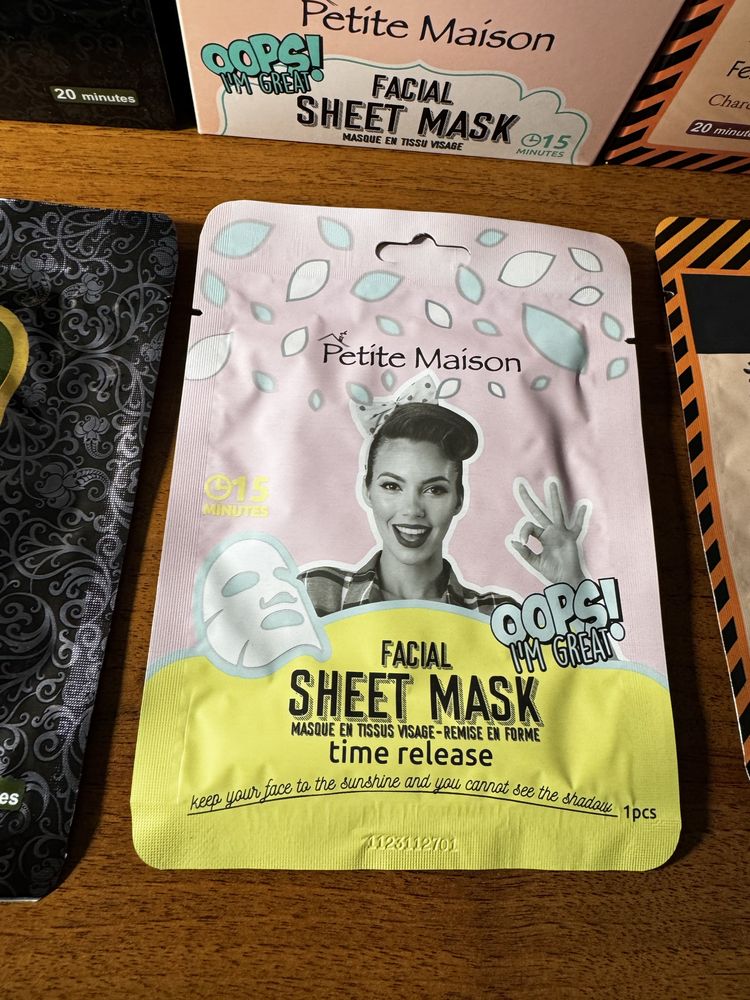 Petite Maison
OOPS!
I'M GREAT
FACIAL
SHEET MASK
MASQUE EN TISSU VISAGE
15
MINUTES
20 minutes
20
Petite Maison
15
MINUTES
OOPS!
I'M GREAT
FACIAL
SHEET MASK
MASQUE EN TISSUS VISAGE-REMISE EN FORME
time release
keep your face to the sunshine and you cannot see the shadow
1pcs
1123112701